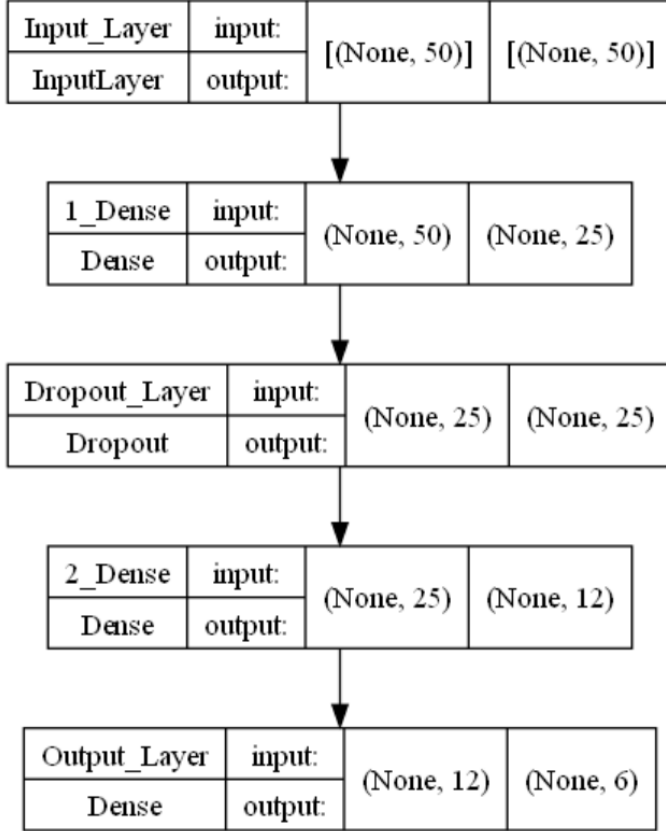 Input_Layer input: [(None, 50)] [(None, 50)]
InputLayer output:
1_Dense input: (None, 50) (None, 25)
Dense output:
Dropout_Layer input: (None, 25) (None, 25)
Dropout output:
2_Dense input: (None, 25) (None, 12)
Dense output:
Output_Layer input: (None, 12) (None, 6)
Dense output: